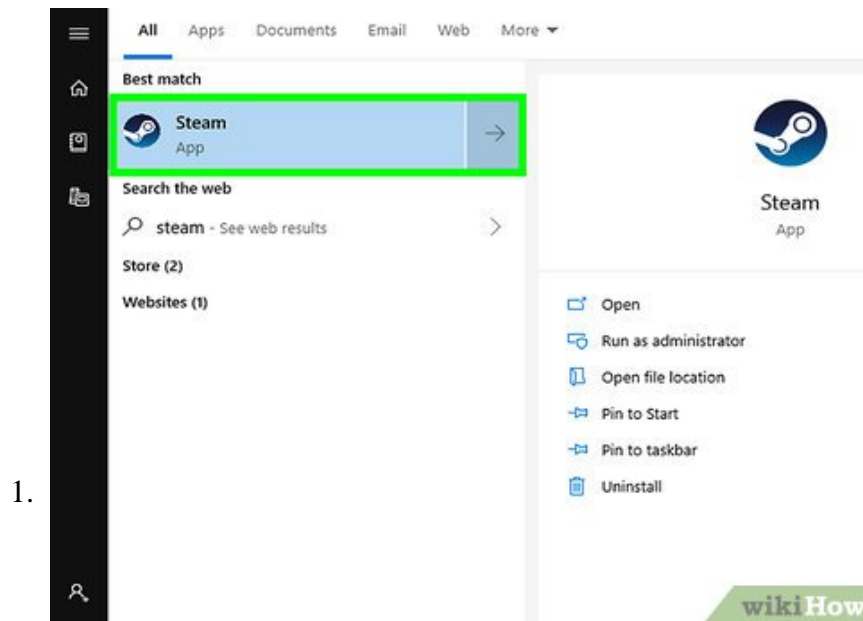 All Apps Documents Email Web More
Best match
Steam
App
Search the web
steam - See web results
Store (2)
Websites (1)
Steam
App
Open
Run as administrator
Open file location
Pin to Start
Pin to taskbar
Uninstall
1.
wikiHow